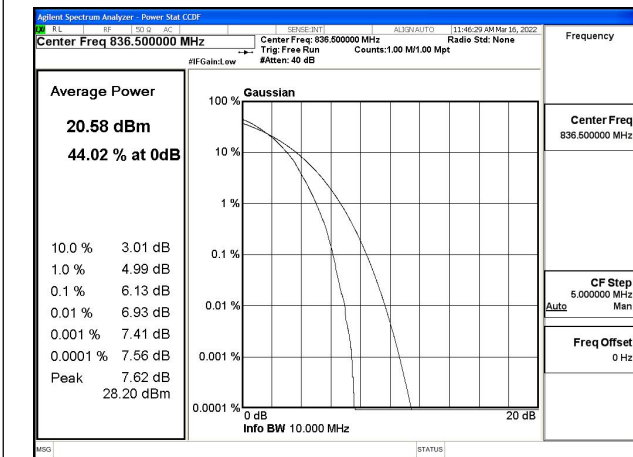 Agilent Spectrum Analyzer - Power Stat CCDF
RL RF 50 Ω AC SENSE:INT ALIGN AUTO 11:46:29 AM Mar 16, 2022
Center Freq 836.500000 MHz
Center Freq: 836.500000 MHz Radio Std: None
Trig: Free Run Counts:1.00 M/1.00 Mpt
#IFGain:Low #Atten: 40 dB
Frequency
Average Power
20.58 dBm
44.02 % at 0dB
10.0 % 3.01 dB
1.0 % 4.99 dB
0.1 % 6.13 dB
0.01 % 6.93 dB
0.001 % 7.41 dB
0.0001 % 7.56 dB
Peak 7.62 dB
28.20 dBm
Gaussian
100 %
10 %
1 %
0.1 %
0.01 %
0.001 %
0.0001 %
0 dB 20 dB
Info BW 10.000 MHz
Center Freq
836.500000 MHz
CF Step
5.000000 MHz
Auto Man
Freq Offset
0 Hz
MSG STATUS